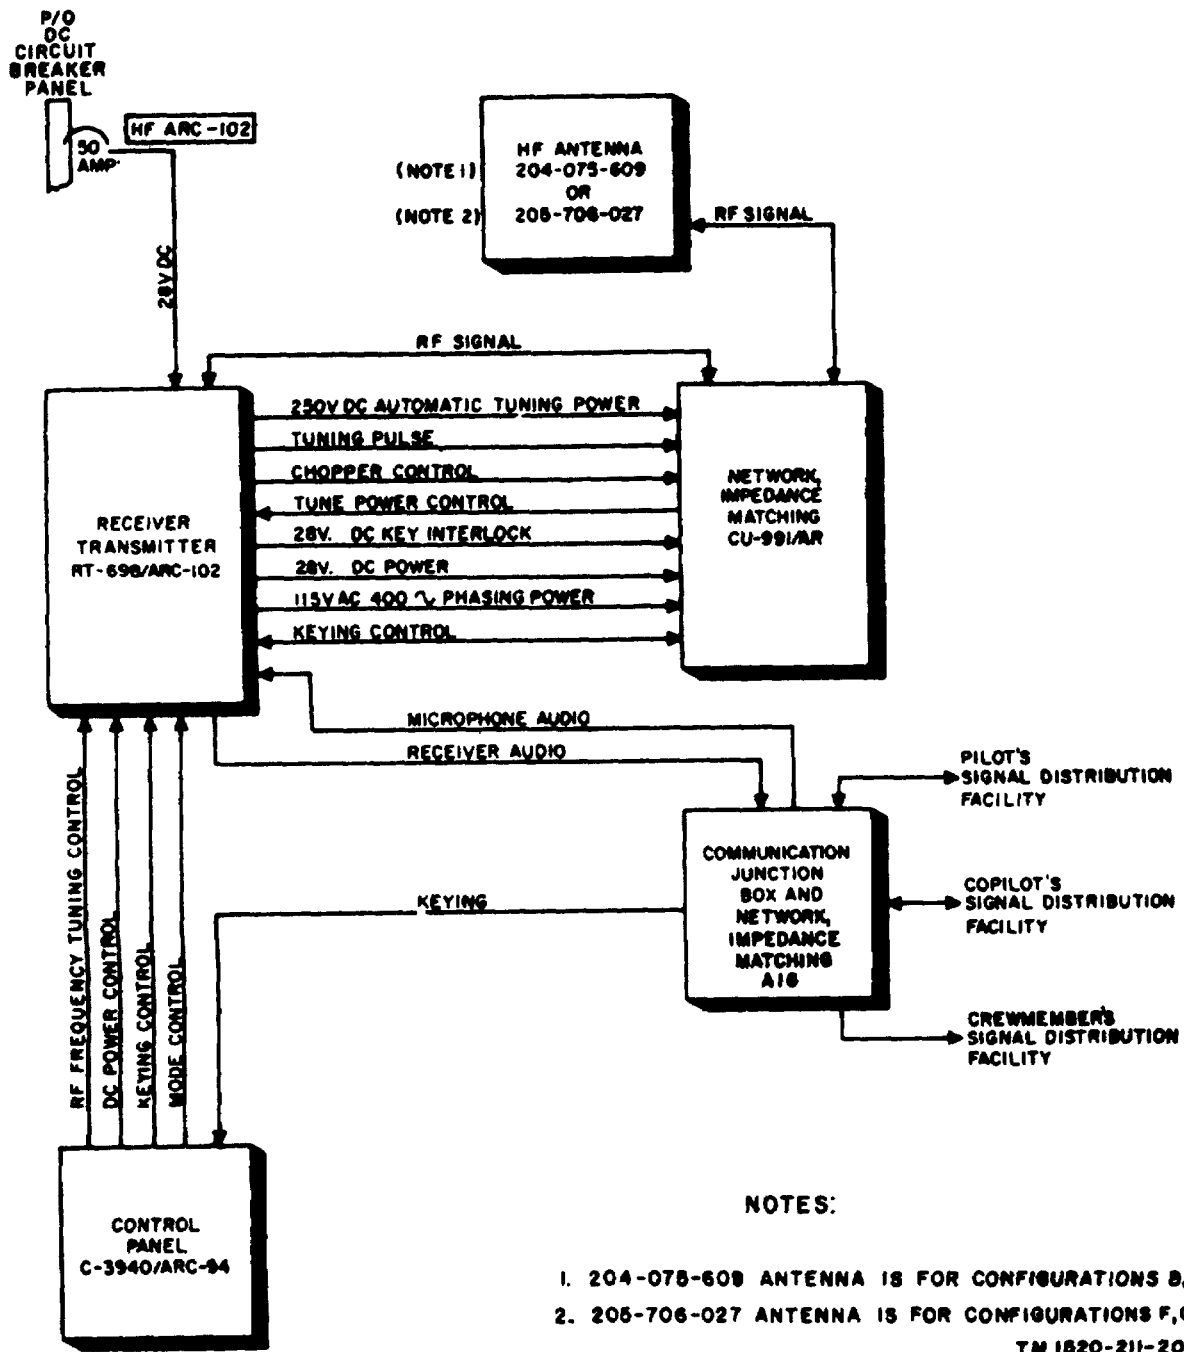 P/O
DC
CIRCUIT
BREAKER
PANEL
50
AMP
HF ARC-102
28V DC
HF ANTENNA
(NOTE 1) 204-075-609
OR
(NOTE 2) 205-706-027
RF SIGNAL
RF SIGNAL
RECEIVER
TRANSMITTER
RT-698/ARC-102
250V DC AUTOMATIC TUNING POWER
TUNING PULSE
CHOPPER CONTROL
TUNE POWER CONTROL
28V. DC KEY INTERLOCK
28V. DC POWER
115V AC 400 ∿ PHASING POWER
KEYING CONTROL
NETWORK,
IMPEDANCE
MATCHING
CU-991/AR
MICROPHONE AUDIO
RECEIVER AUDIO
COMMUNICATION
JUNCTION
BOX AND
NETWORK,
IMPEDANCE
MATCHING
A16
PILOT'S
SIGNAL DISTRIBUTION
FACILITY
COPILOT'S
SIGNAL DISTRIBUTION
FACILITY
CREWMEMBER'S
SIGNAL DISTRIBUTION
FACILITY
KEYING
RF FREQUENCY TUNING CONTROL
DC POWER CONTROL
KEYING CONTROL
MODE CONTROL
CONTROL
PANEL
C-3940/ARC-94
NOTES:
1. 204-075-609 ANTENNA IS FOR CONFIGURATIONS
2. 205-706-027 ANTENNA IS FOR CONFIGURATIONS F,
TM 1520-211-20